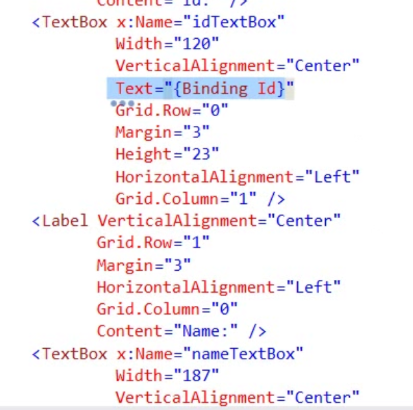 Content="Id:" />
<TextBox x:Name="idTextBox"
Width="120"
VerticalAlignment="Center"
Text="{Binding Id}"
Grid.Row="0"
Margin="3"
Height="23"
HorizontalAlignment="Left"
Grid.Column="1" />
<Label VerticalAlignment="Center"
Grid.Row="1"
Margin="3"
HorizontalAlignment="Left"
Grid.Column="0"
Content="Name:" />
<TextBox x:Name="nameTextBox"
Width="187"
VerticalAlignment="Center"